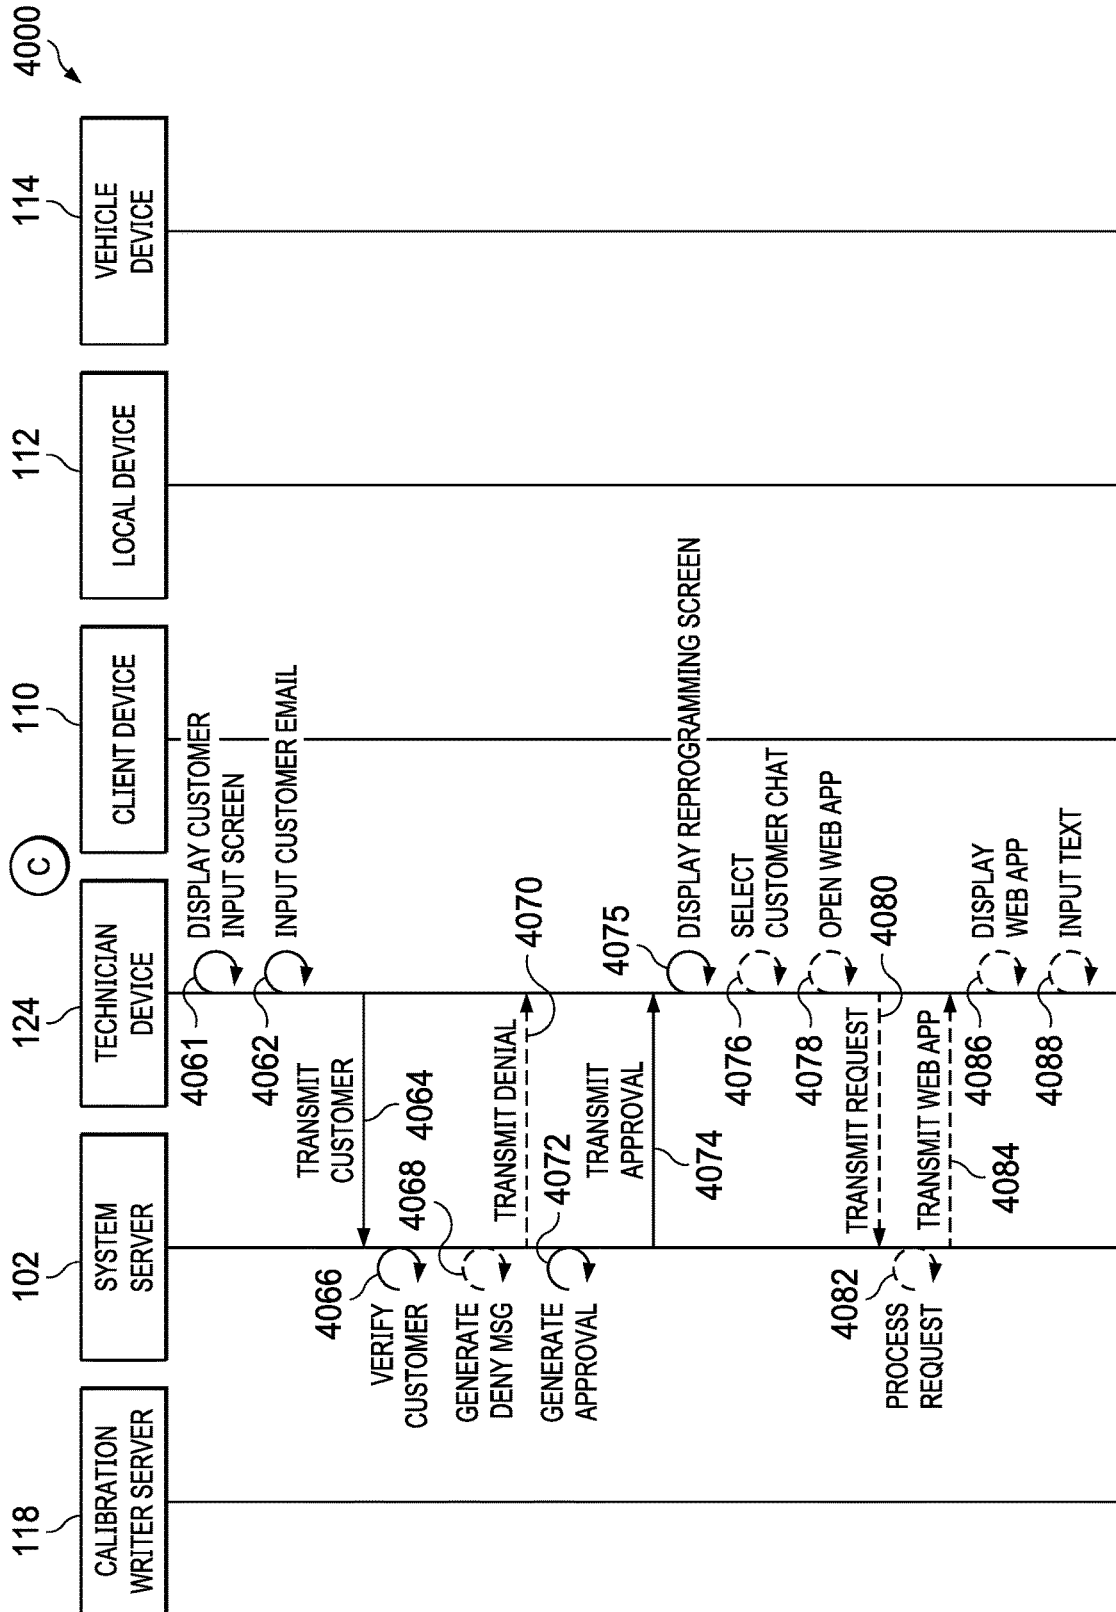 4000
118
102
124
110
112
114
C
CALIBRATION
WRITER SERVER
SYSTEM
SERVER
TECHNICIAN
DEVICE
CLIENT DEVICE
LOCAL DEVICE
VEHICLE
DEVICE
4061
DISPLAY CUSTOMER
INPUT SCREEN
4062
INPUT CUSTOMER EMAIL
TRANSMIT
CUSTOMER
4064
4066
VERIFY
CUSTOMER
4068
GENERATE
DENY MSG
TRANSMIT DENIAL
4070
4072
GENERATE
APPROVAL
TRANSMIT
APPROVAL
4074
4075
DISPLAY REPROGRAMMING SCREEN
4076
SELECT
CUSTOMER CHAT
4078
OPEN WEB APP
TRANSMIT REQUEST
4080
4082
PROCESS
REQUEST
TRANSMIT WEB APP
4084
4086
DISPLAY
WEB APP
4088
INPUT TEXT